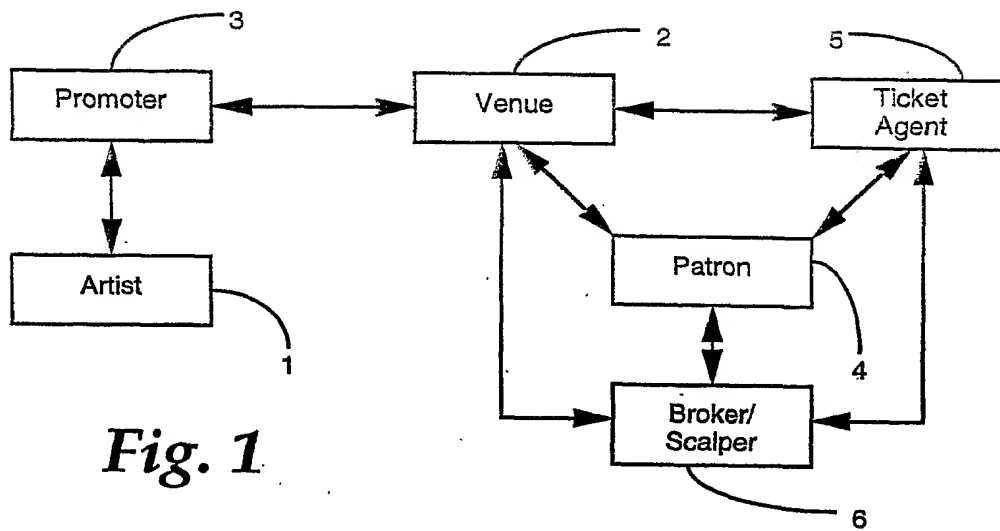 3
2
5
Promoter
Venue
Ticket
Agent
Artist
Patron
1
4
Broker/
Scalper
Fig. 1
6